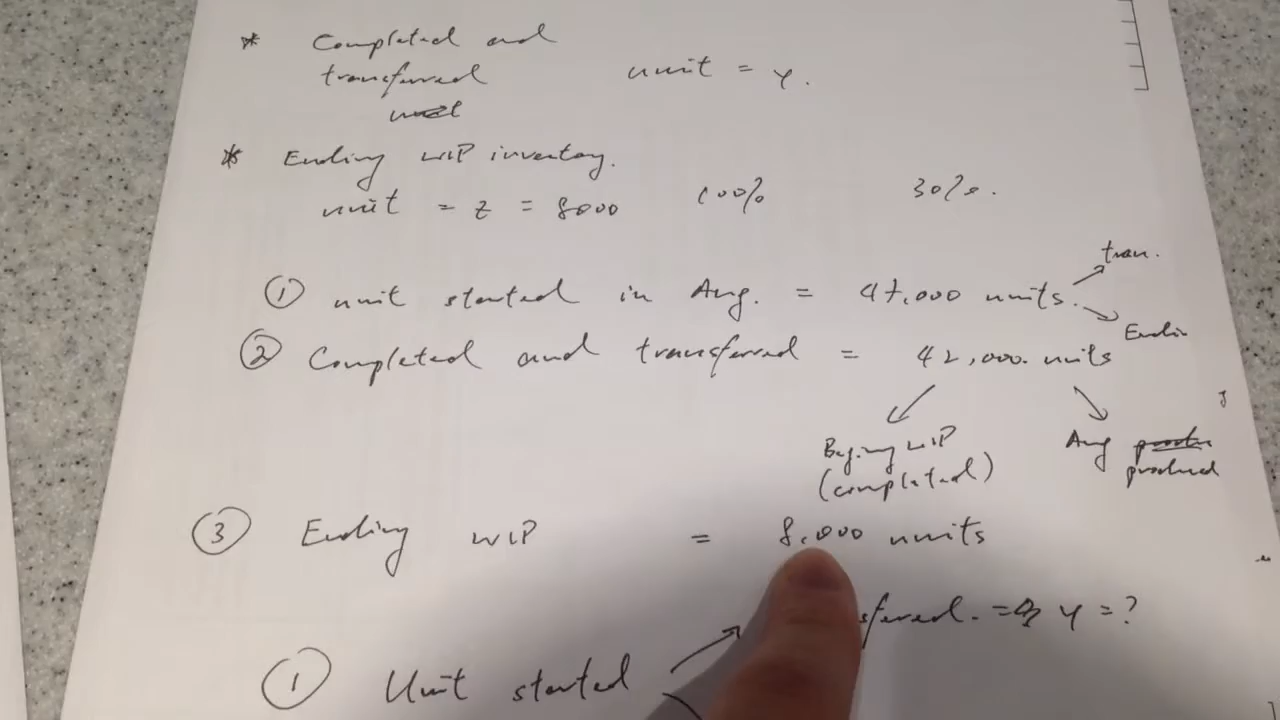 * Completed and
transferred unit = y.
* Ending WIP inventory.
unit = z = 8000 100% 30%.
① unit started in Aug. = 47,000 units. tran.
Endin
② Completed and transferred = 42,000 units
Begining WIP Aug
(completed) produced
③ Ending WIP = 8,000 units
sfered. = y = ?
① Unit started